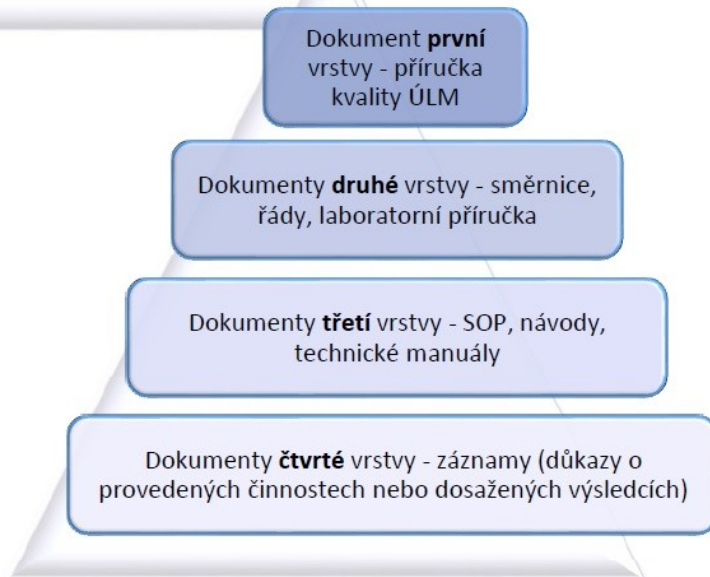 Dokument první
vrstvy - příručka
kvality ÚLM
Dokumenty druhé vrstvy - směrnice,
řády, laboratorní příručka
Dokumenty třetí vrstvy - SOP, návody,
technické manuály
Dokumenty čtvrté vrstvy - záznamy (důkazy o
provedených činnostech nebo dosažených výsledcích)